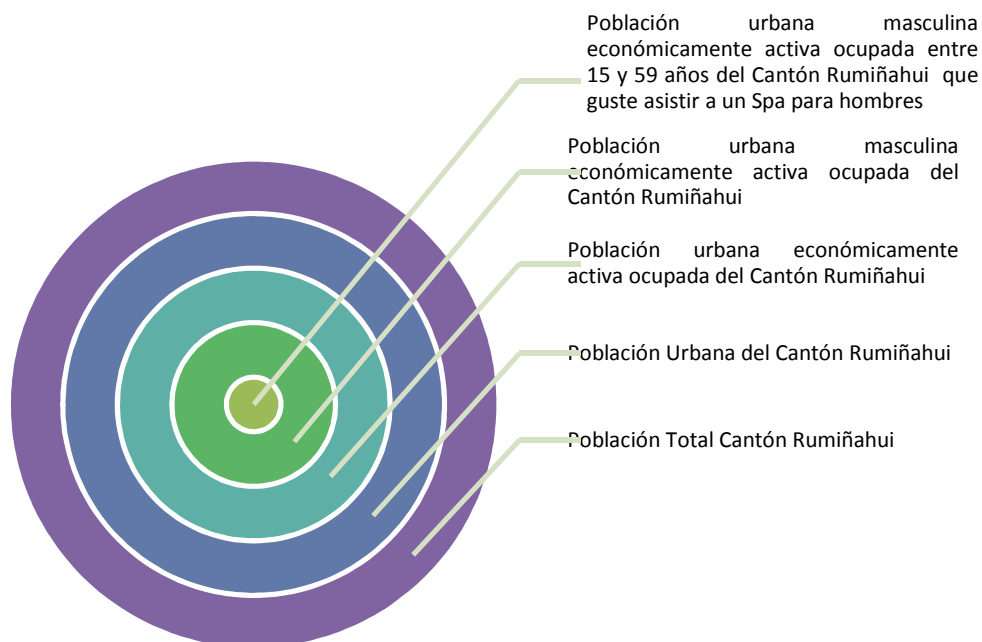 Población urbana masculina
económicamente activa ocupada entre
15 y 59 años del Cantón Rumiñahui que
guste asistir a un Spa para hombres
Población urbana masculina
económicamente activa ocupada del
Cantón Rumiñahui
Población urbana económicamente
activa ocupada del Cantón Rumiñahui
Población Urbana del Cantón Rumiñahui
Población Total Cantón Rumiñahui